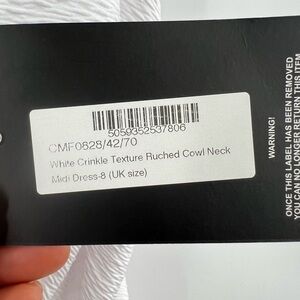 5059352537806
CMF0828/42/70
White Crinkle Texture Ruched Cowl Neck
Midi Dress-8 (UK size)
WARNING!
ONCE THIS LABEL HAS BEEN REMOVED
YOU CAN NO LONGER RETURN THIS ITEM